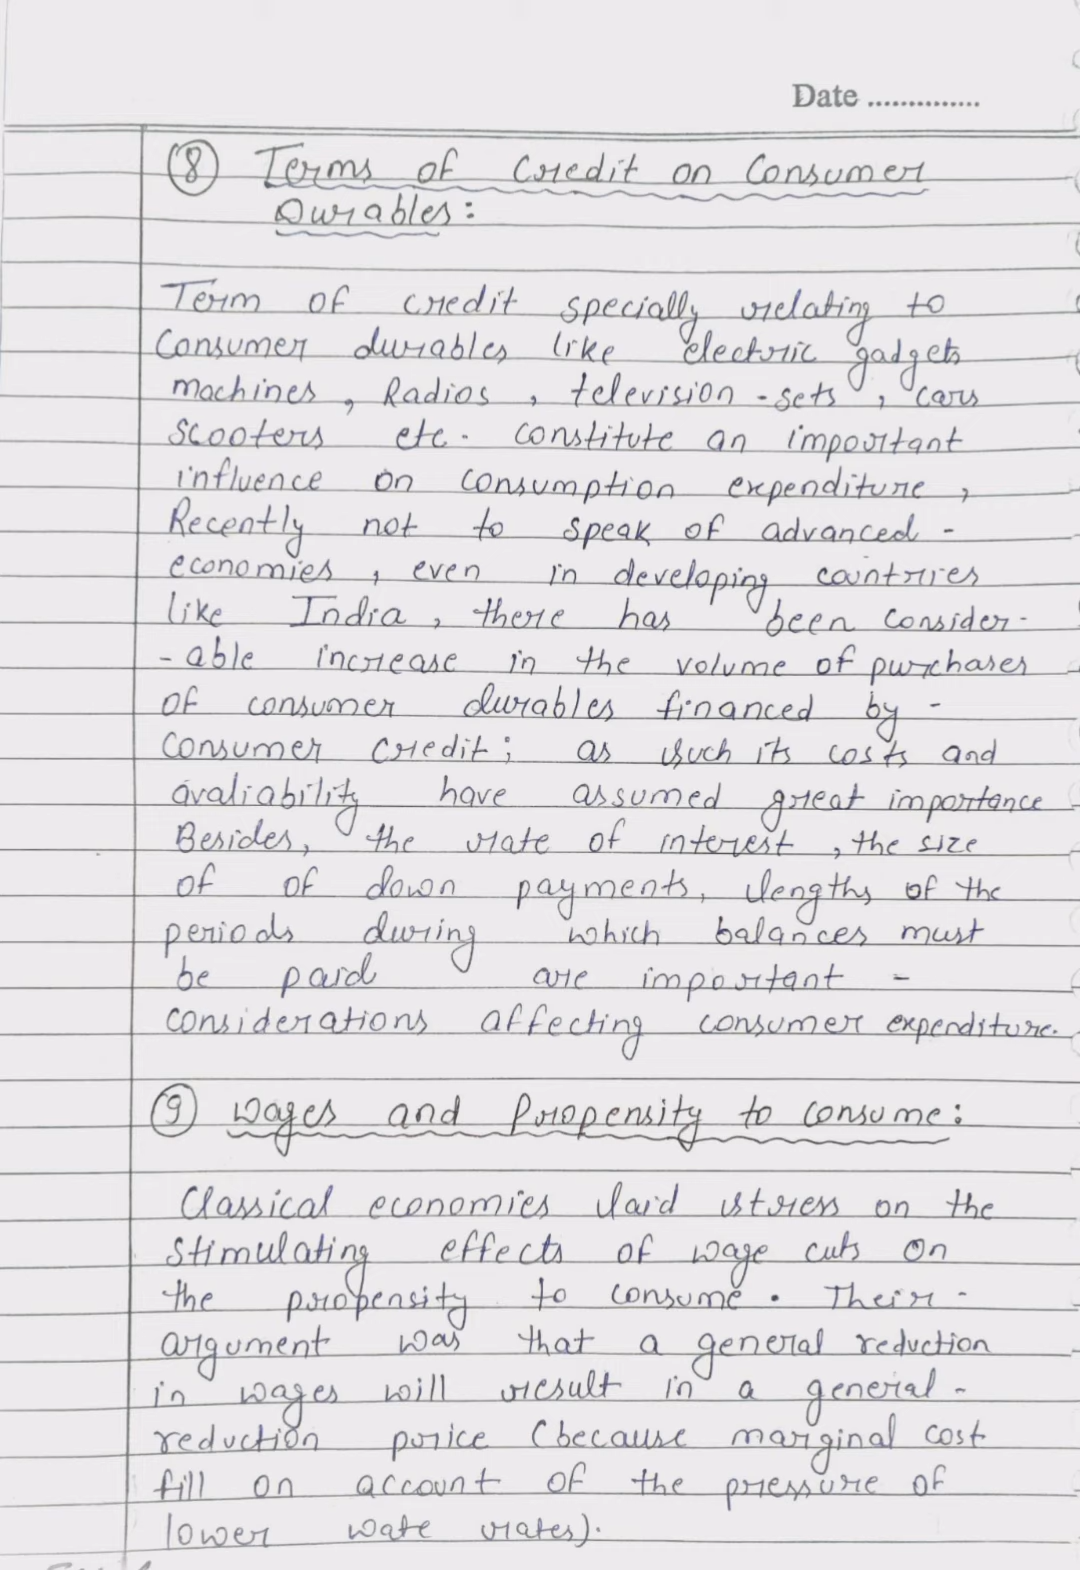 Date ...............
(8) Terms of Credit on Consumer
Durables:
Term of credit specially relating to
Consumer durables like electric gadgets
machines, Radios, television-sets, cars
Scooters etc. constitute an important
influence on consumption expenditure,
Recently not to speak of advanced -
economies, even in developing countries
like India, there has been consider-
- able increase in the volume of purchases
of consumer durables financed by -
Consumer Credit; as such its costs and
avaliability have assumed great importance
Besides, the rate of interest, the size
of of down payments, lengths of the
periods during which balances must
be paid are important -
considerations affecting consumer expenditure.
(9) Wages and Propensity to consume:
Classical economies laid stress on the
Stimulating effects of wage cuts on
the propensity to consume. Their -
argument was that a general reduction
in wages will result in a general -
reduction price (because marginal cost
fill on account of the pressure of
lower wate rates).